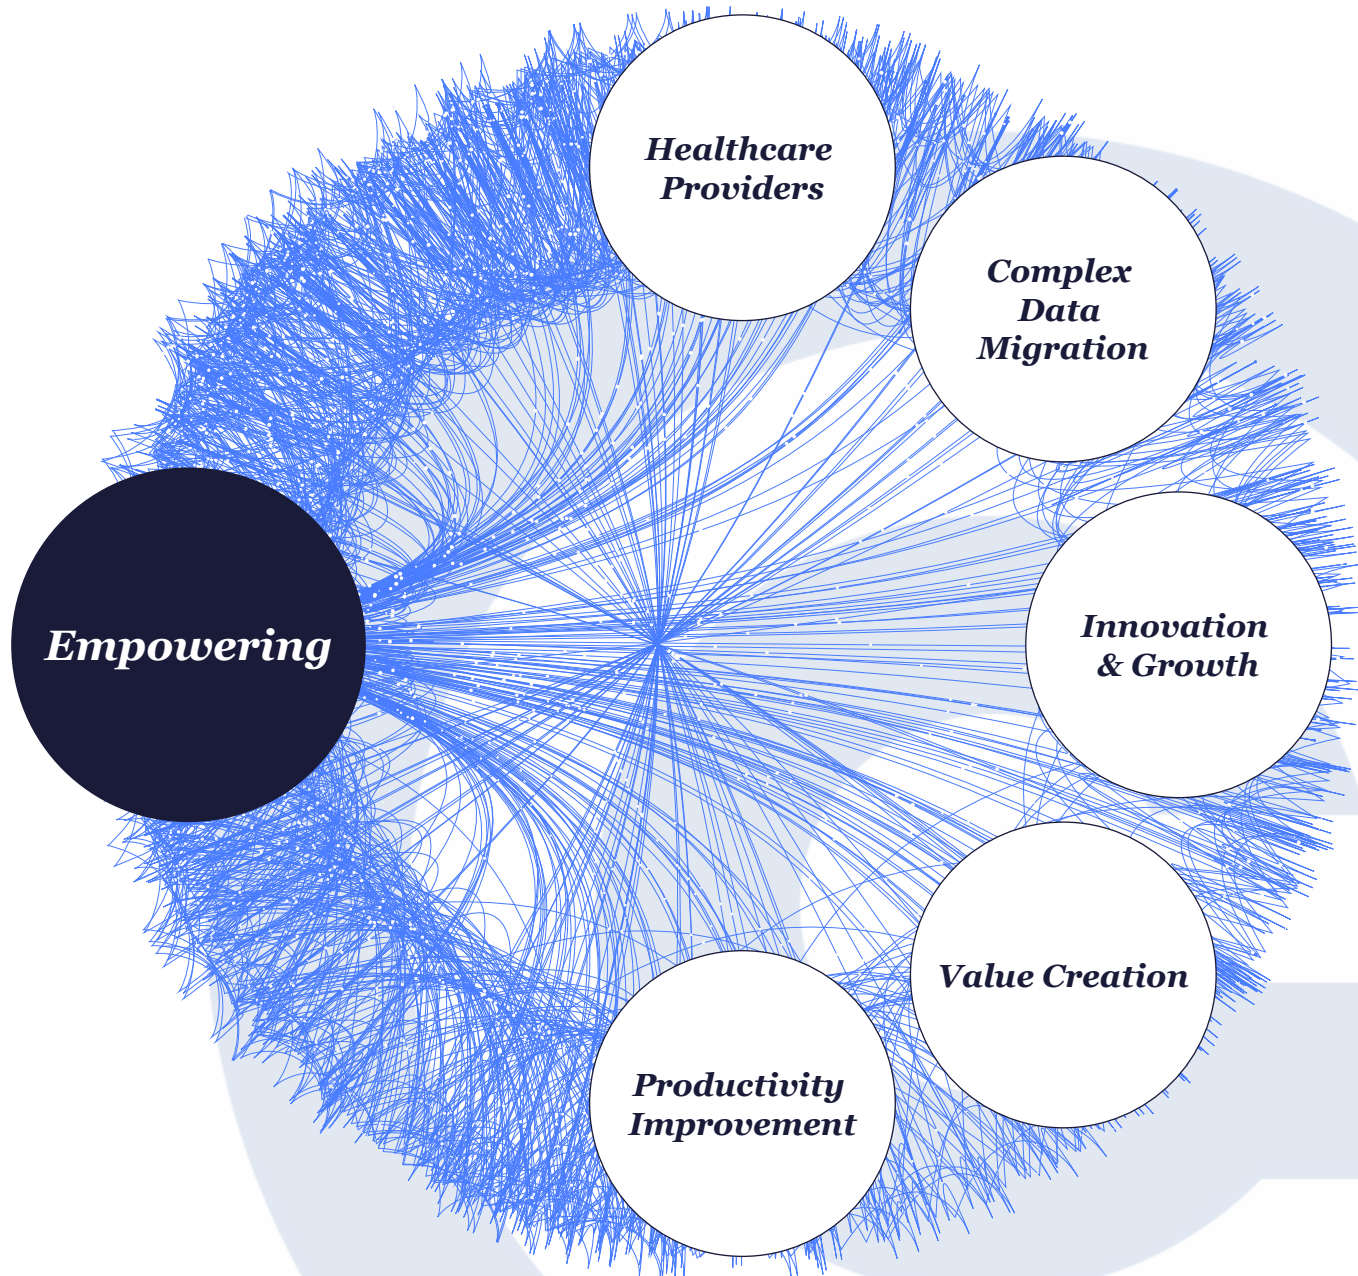 Healthcare
Providers
Complex
Data
Migration
Innovation
& Growth
Empowering
Value Creation
Productivity
Improvement